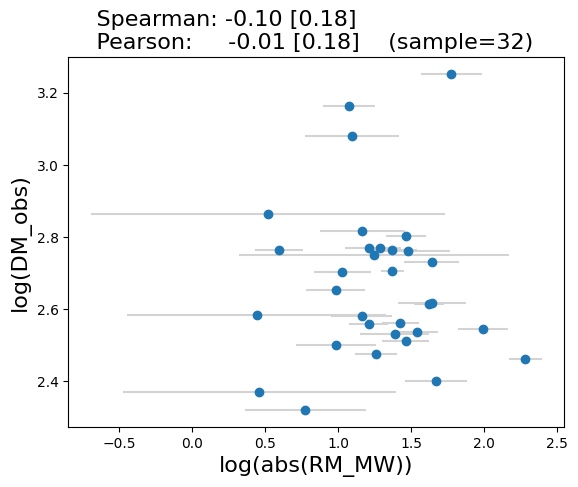 Spearman: -0.10 [0.18]
Pearson: -0.01 [0.18] (sample=32)
3.2
3.0
2.8
2.6
2.4
log(DM_obs)
−0.5 0.0 0.5 1.0 1.5 2.0 2.5
log(abs(RM_MW))